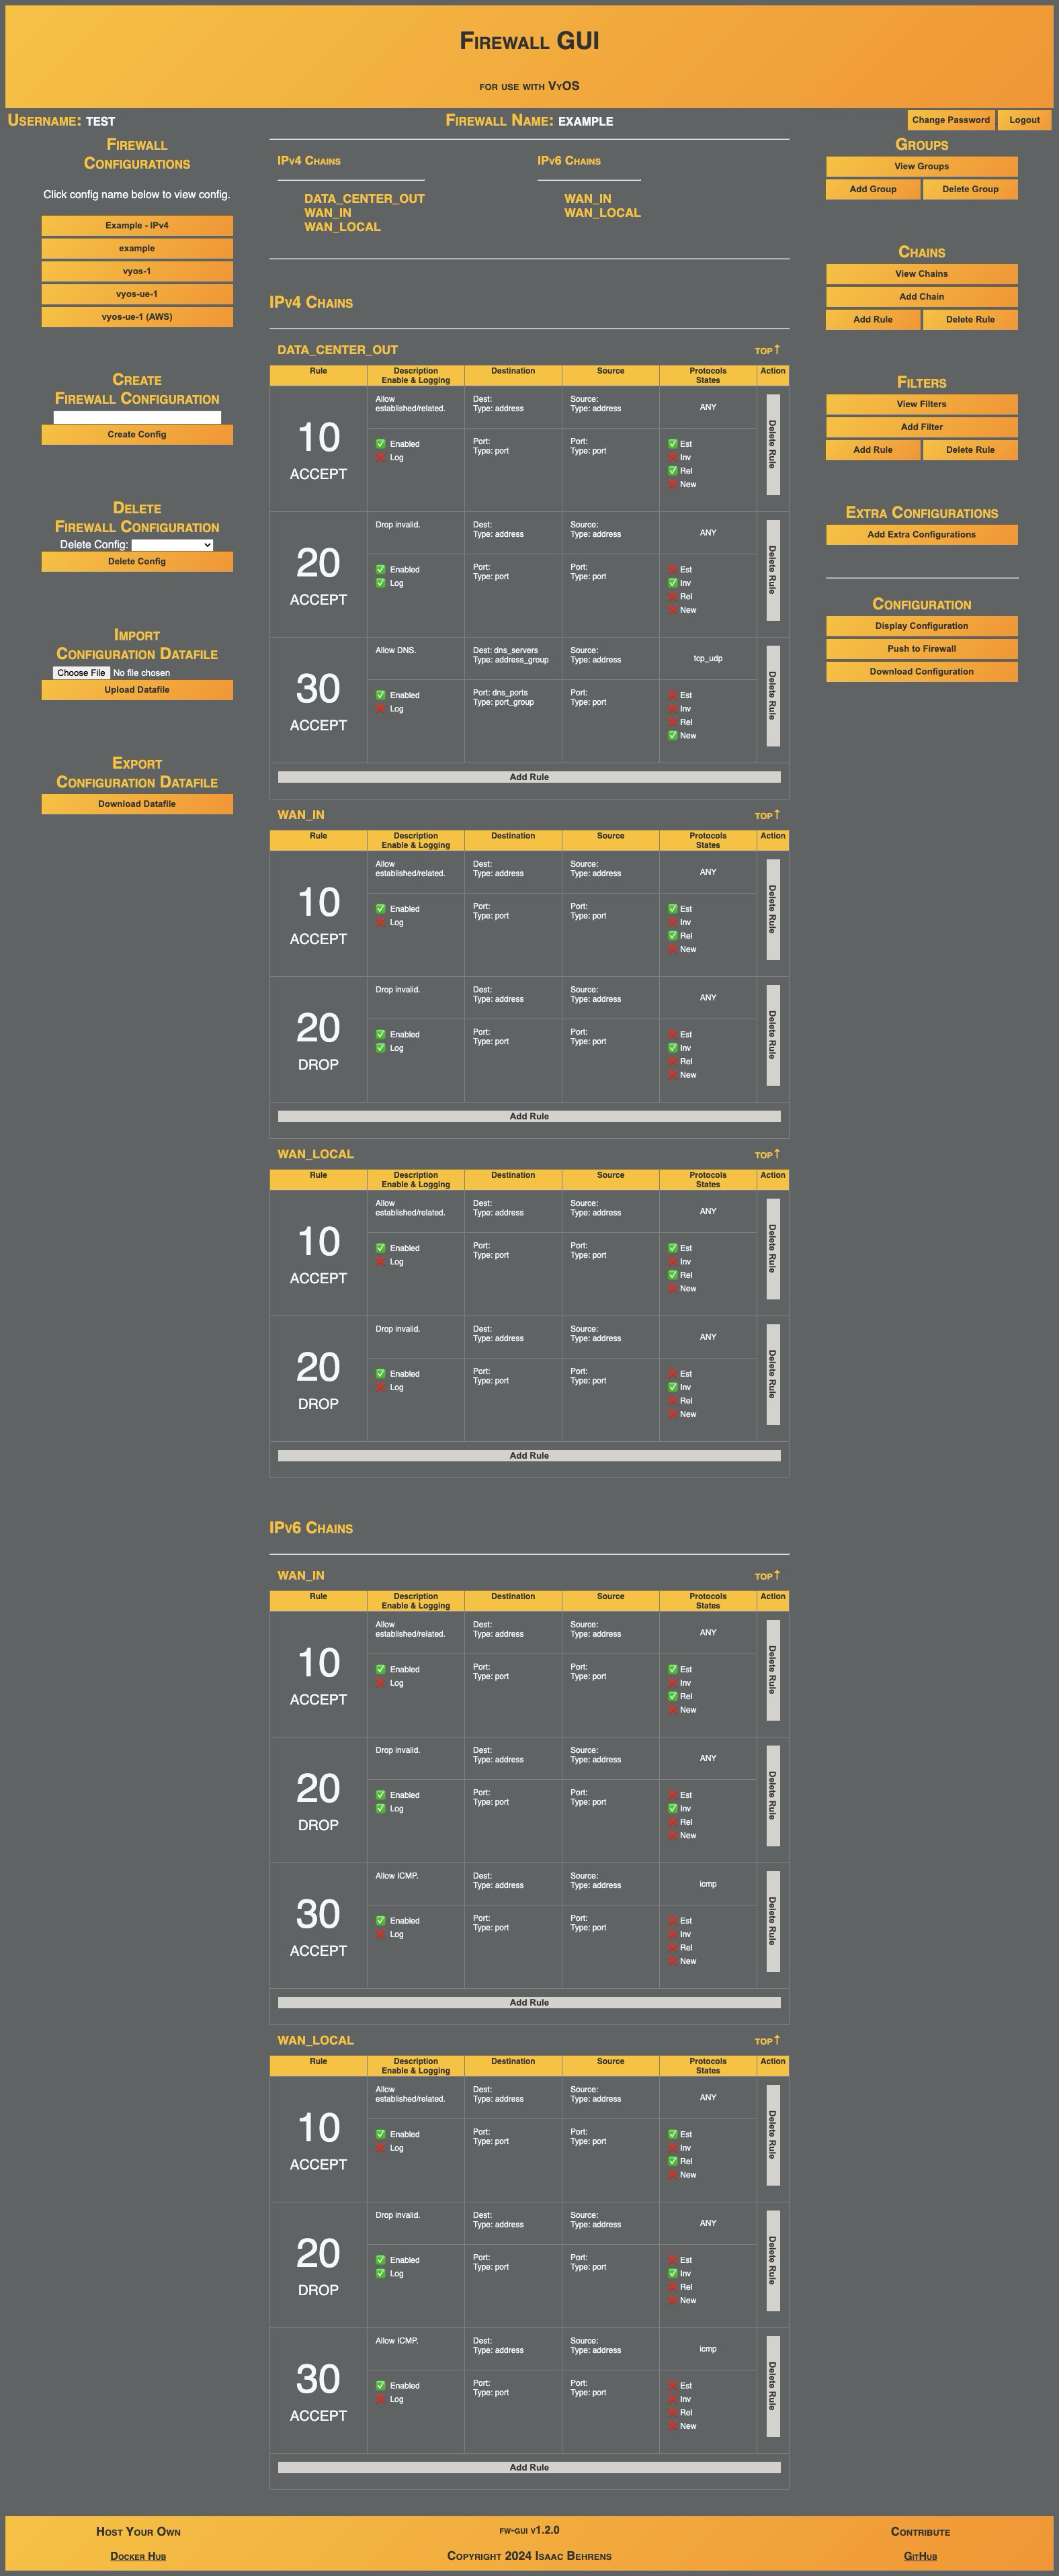 Firewall GUI
for use with VyOS
Username: test
Firewall Name: example
Change Password
Logout
Firewall
Configurations
Click config name below to view config.
Example - IPv4
example
vyos-1
vyos-ue-1
vyos-ue-1 (AWS)
Create
Firewall Configuration
Create Config
Delete
Firewall Configuration
Delete Config:
Delete Config
Import
Configuration Datafile
Choose File No file chosen
Upload Datafile
Export
Configuration Datafile
Download Datafile
IPv4 Chains
DATA_CENTER_OUT
WAN_IN
WAN_LOCAL
IPv6 Chains
WAN_IN
WAN_LOCAL
IPv4 Chains
DATA_CENTER_OUT
top↑
Rule
Description
Enable & Logging
Destination
Source
Protocols
States
Action
10
ACCEPT
Allow
established/related.
✅ Enabled
❌ Log
Dest:
Type: address
Port:
Type: port
Source:
Type: address
Port:
Type: port
ANY
✅ Est
❌ Inv
✅ Rel
❌ New
Delete Rule
20
ACCEPT
Drop invalid.
✅ Enabled
✅ Log
Dest:
Type: address
Port:
Type: port
Source:
Type: address
Port:
Type: port
ANY
❌ Est
✅ Inv
❌ Rel
❌ New
Delete Rule
30
ACCEPT
Allow DNS.
✅ Enabled
❌ Log
Dest: dns_servers
Type: address_group
Port: dns_ports
Type: port_group
Source:
Type: address
Port:
Type: port
tcp_udp
❌ Est
❌ Inv
❌ Rel
✅ New
Delete Rule
Add Rule
WAN_IN
top↑
Rule
Description
Enable & Logging
Destination
Source
Protocols
States
Action
10
ACCEPT
Allow
established/related.
✅ Enabled
❌ Log
Dest:
Type: address
Port:
Type: port
Source:
Type: address
Port:
Type: port
ANY
✅ Est
❌ Inv
✅ Rel
❌ New
Delete Rule
20
DROP
Drop invalid.
✅ Enabled
✅ Log
Dest:
Type: address
Port:
Type: port
Source:
Type: address
Port:
Type: port
ANY
❌ Est
✅ Inv
❌ Rel
❌ New
Delete Rule
Add Rule
WAN_LOCAL
top↑
Rule
Description
Enable & Logging
Destination
Source
Protocols
States
Action
10
ACCEPT
Allow
established/related.
✅ Enabled
❌ Log
Dest:
Type: address
Port:
Type: port
Source:
Type: address
Port:
Type: port
ANY
✅ Est
❌ Inv
✅ Rel
❌ New
Delete Rule
20
DROP
Drop invalid.
✅ Enabled
❌ Log
Dest:
Type: address
Port:
Type: port
Source:
Type: address
Port:
Type: port
ANY
❌ Est
✅ Inv
❌ Rel
❌ New
Delete Rule
Add Rule
IPv6 Chains
WAN_IN
top↑
Rule
Description
Enable & Logging
Destination
Source
Protocols
States
Action
10
ACCEPT
Allow
established/related.
✅ Enabled
❌ Log
Dest:
Type: address
Port:
Type: port
Source:
Type: address
Port:
Type: port
ANY
✅ Est
❌ Inv
✅ Rel
❌ New
Delete Rule
20
DROP
Drop invalid.
✅ Enabled
✅ Log
Dest:
Type: address
Port:
Type: port
Source:
Type: address
Port:
Type: port
ANY
❌ Est
✅ Inv
❌ Rel
❌ New
Delete Rule
30
ACCEPT
Allow ICMP.
✅ Enabled
❌ Log
Dest:
Type: address
Port:
Type: port
Source:
Type: address
Port:
Type: port
icmp
❌ Est
❌ Inv
❌ Rel
❌ New
Delete Rule
Add Rule
WAN_LOCAL
top↑
Rule
Description
Enable & Logging
Destination
Source
Protocols
States
Action
10
ACCEPT
Allow
established/related.
✅ Enabled
❌ Log
Dest:
Type: address
Port:
Type: port
Source:
Type: address
Port:
Type: port
ANY
✅ Est
❌ Inv
✅ Rel
❌ New
Delete Rule
20
DROP
Drop invalid.
✅ Enabled
✅ Log
Dest:
Type: address
Port:
Type: port
Source:
Type: address
Port:
Type: port
ANY
❌ Est
✅ Inv
❌ Rel
❌ New
Delete Rule
30
ACCEPT
Allow ICMP.
✅ Enabled
❌ Log
Dest:
Type: address
Port:
Type: port
Source:
Type: address
Port:
Type: port
icmp
❌ Est
❌ Inv
❌ Rel
❌ New
Delete Rule
Add Rule
Groups
View Groups
Add Group
Delete Group
Chains
View Chains
Add Chain
Add Rule
Delete Rule
Filters
View Filters
Add Filter
Add Rule
Delete Rule
Extra Configurations
Add Extra Configurations
Configuration
Display Configuration
Push to Firewall
Download Configuration
Host Your Own
Docker Hub
fw-gui v1.2.0
Copyright 2024 Isaac Behrens
Contribute
GitHub